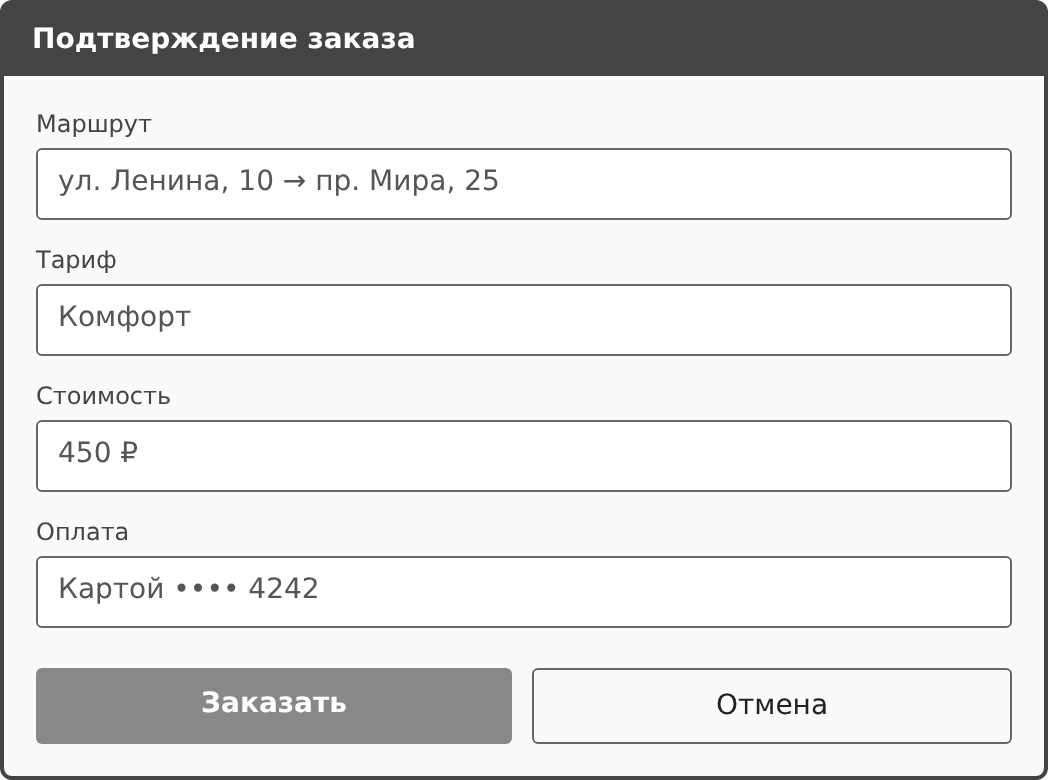 Подтверждение заказа
Маршрут
ул. Ленина, 10 → пр. Мира, 25
Тариф
Комфорт
Стоимость
450 ₽
Оплата
Картой •••• 4242
Заказать
Отмена